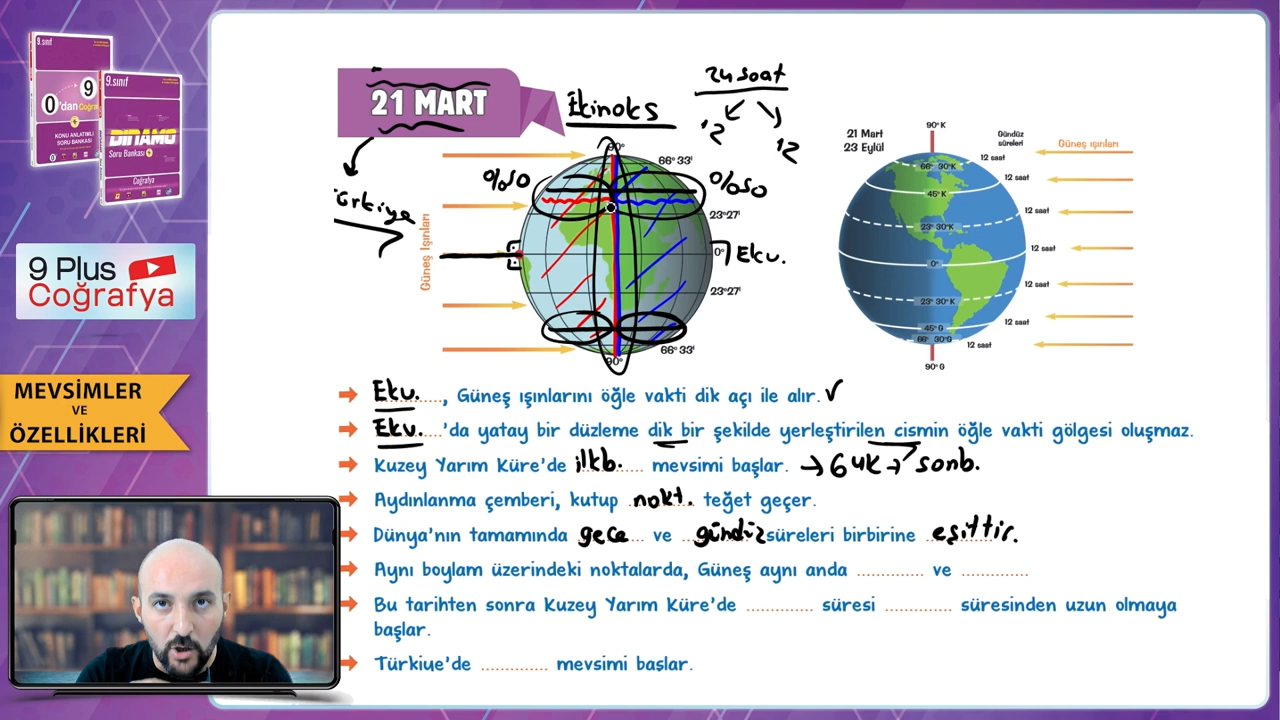 9.sınıf
0'dan
9
KONU ANLATIMLI
SORU BANKASI
9.sınıf
DİNAMO
Soru Bankası
Coğrafya
9 Plus
Coğrafya
MEVSİMLER
VE
ÖZELLİKLERİ
21 MART
Ekinoks
24 saat
12
12
%50
%50
Güneş Işınları
90°
66° 33'
23°27'
0°
Eku.
23°27'
66° 33'
90°
21 Mart
23 Eylül
90° K
Gündüz
süreleri
Güneş ışınları
12 saat
66° 30'K
12 saat
45° K
12 saat
23° 30'K
12 saat
0°
12 saat
23° 30'K
12 saat
45° G
66° 30'G
12 saat
90° G
Eku. , Güneş ışınlarını öğle vakti dik açı ile alır. ✓
Eku. 'da yatay bir düzleme dik bir şekilde yerleştirilen cismin öğle vakti gölgesi oluşmaz.
Kuzey Yarım Küre'de ilkb. mevsimi başlar. → GYK → sonb.
Aydınlanma çemberi, kutup nokt. teğet geçer.
Dünya'nın tamamında gece ve gündüz süreleri birbirine eşittir.
Aynı boylam üzerindeki noktalarda, Güneş aynı anda ............. ve .............
Bu tarihten sonra Kuzey Yarım Küre'de ............. süresi ............. süresinden uzun olmaya
başlar.
Türkiye'de ............. mevsimi başlar.